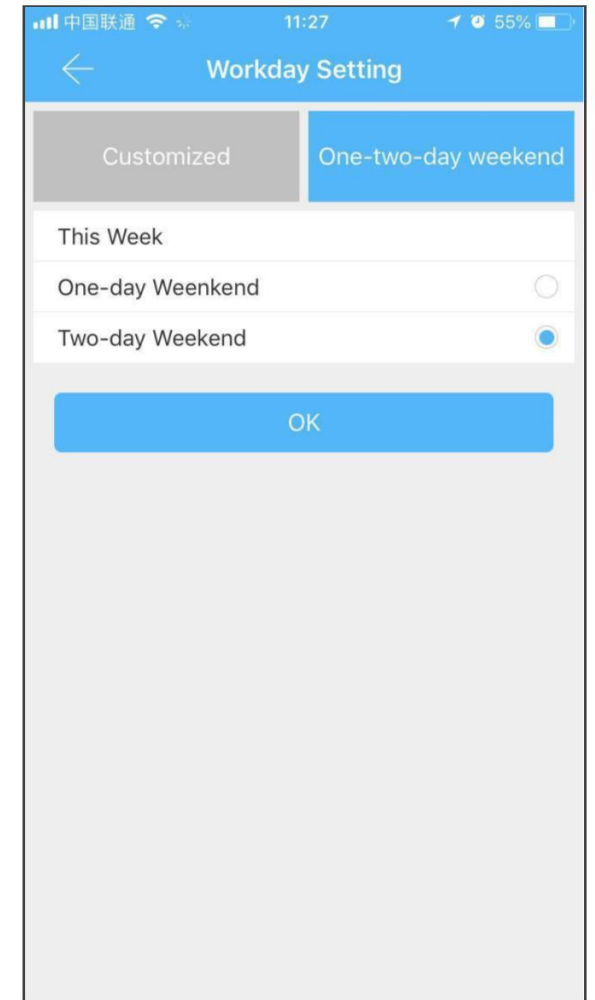 中国联通 11:27 55%
Workday Setting
Customized One-two-day weekend
This Week
One-day Weenkend
Two-day Weekend
OK